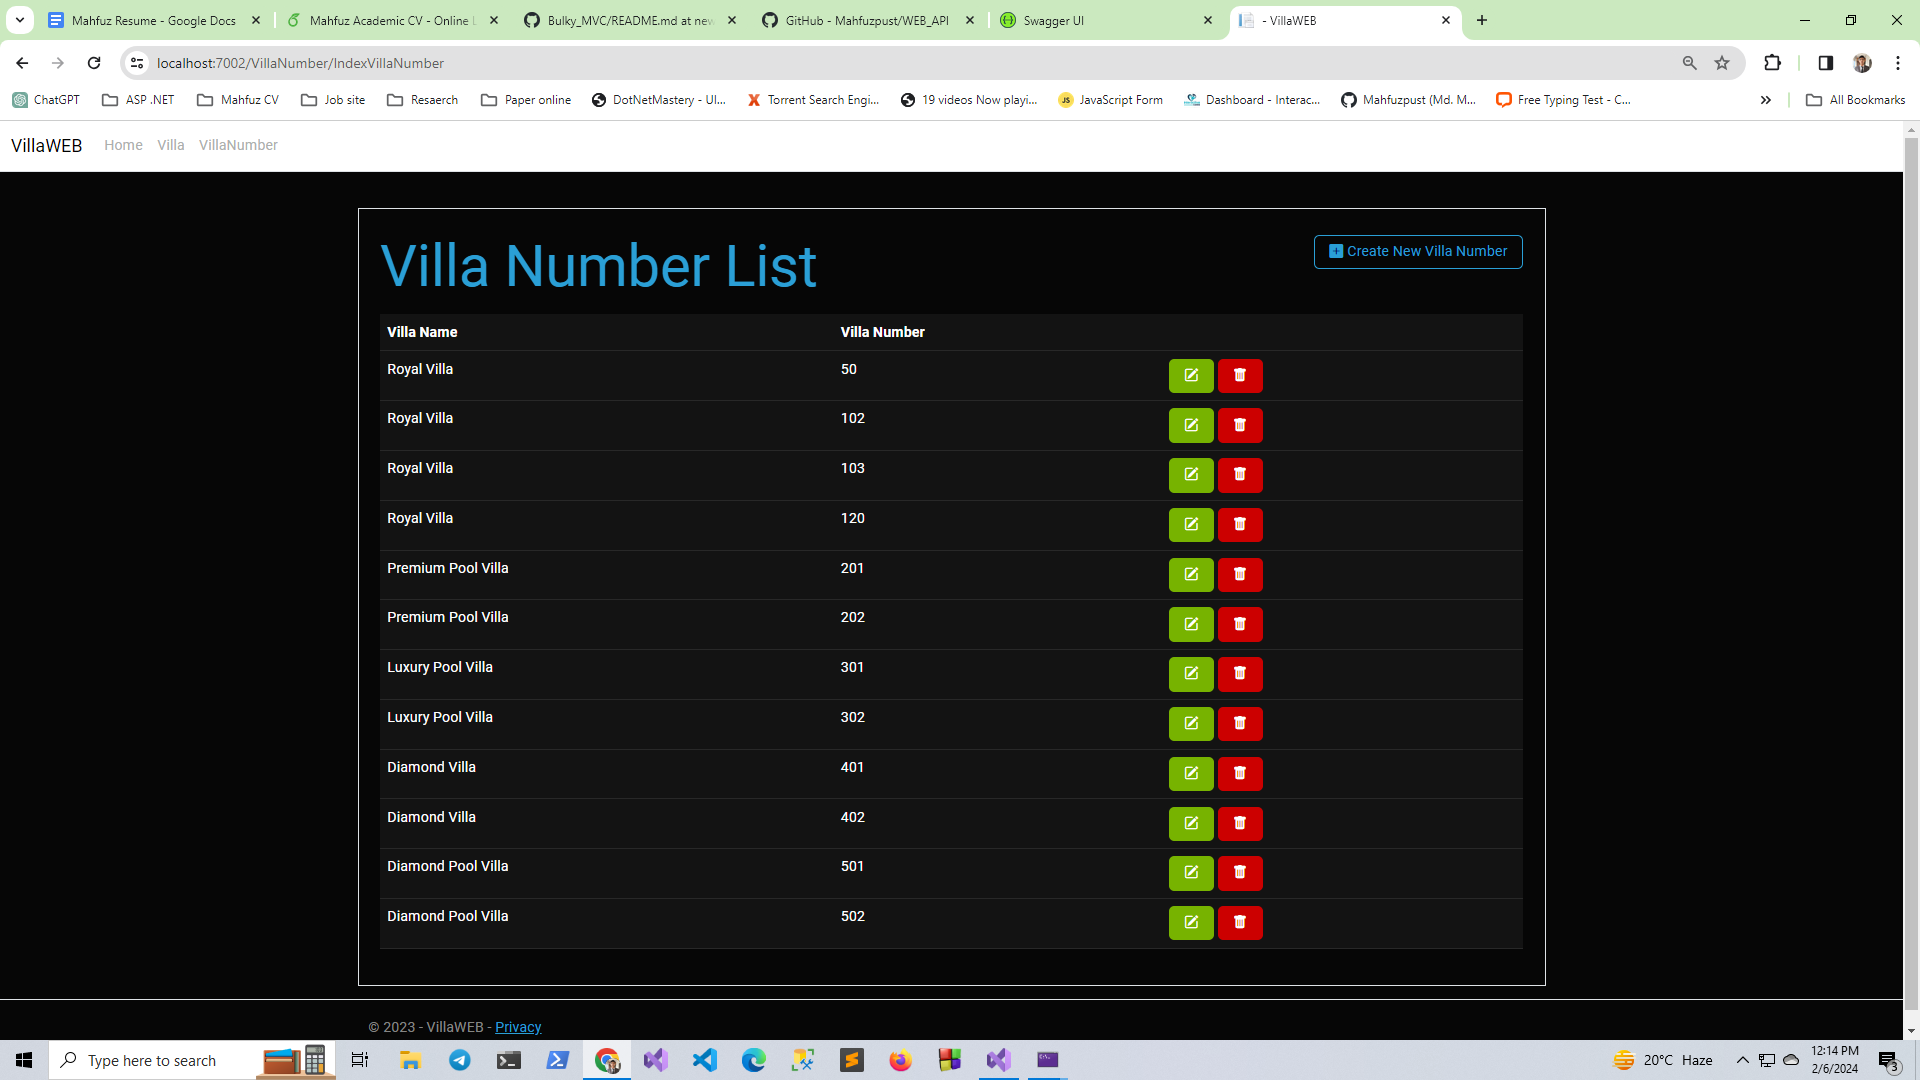 Mahfuz Resume - Google Docs
Mahfuz Academic CV - Online L
Bulky_MVC/README.md at new
GitHub - Mahfuzpust/WEB_API
Swagger UI
- VillaWEB
localhost:7002/VillaNumber/IndexVillaNumber
ChatGPT
ASP .NET
Mahfuz CV
Job site
Resaerch
Paper online
DotNetMastery - Ul...
Torrent Search Engi...
19 videos Now playi...
JS
JavaScript Form
Dashboard - Interac...
Mahfuzpust (Md. M...
Free Typing Test - C...
All Bookmarks
VillaWEB Home Villa VillaNumber
Villa Number List
Create New Villa Number
Villa Name Villa Number
Royal Villa 50
Royal Villa 102
Royal Villa 103
Royal Villa 120
Premium Pool Villa 201
Premium Pool Villa 202
Luxury Pool Villa 301
Luxury Pool Villa 302
Diamond Villa 401
Diamond Villa 402
Diamond Pool Villa 501
Diamond Pool Villa 502
© 2023 - VillaWEB - Privacy
Type here to search
20°C Haze
12:14 PM
2/6/2024
3